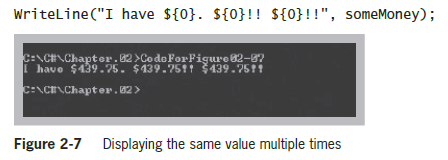 WriteLine("I have ${0}. ${0}!! ${0}!!", someMoney);
C:\C#\Chapter.02>CodeForFigure02-07
I have $439.75. $439.75!! $439.75!!
C:\C#\Chapter.02>
Figure 2-7 Displaying the same value multiple times